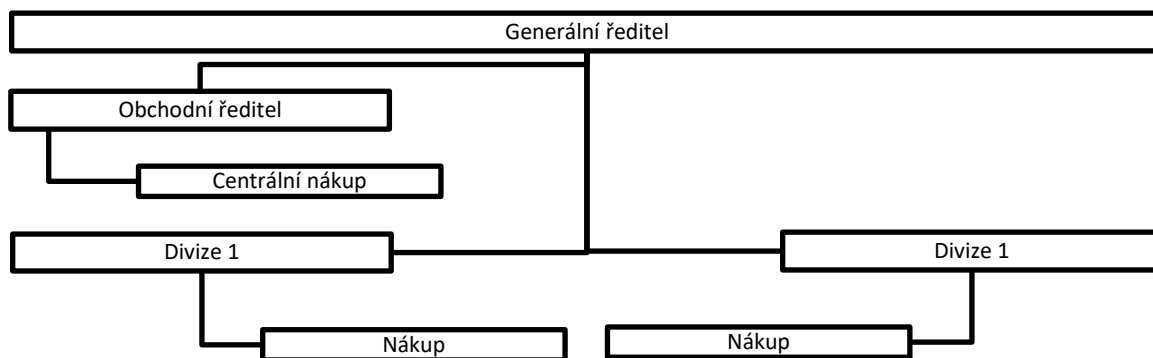 Generální ředitel
Obchodní ředitel
Centrální nákup
Divize 1
Divize 1
Nákup
Nákup